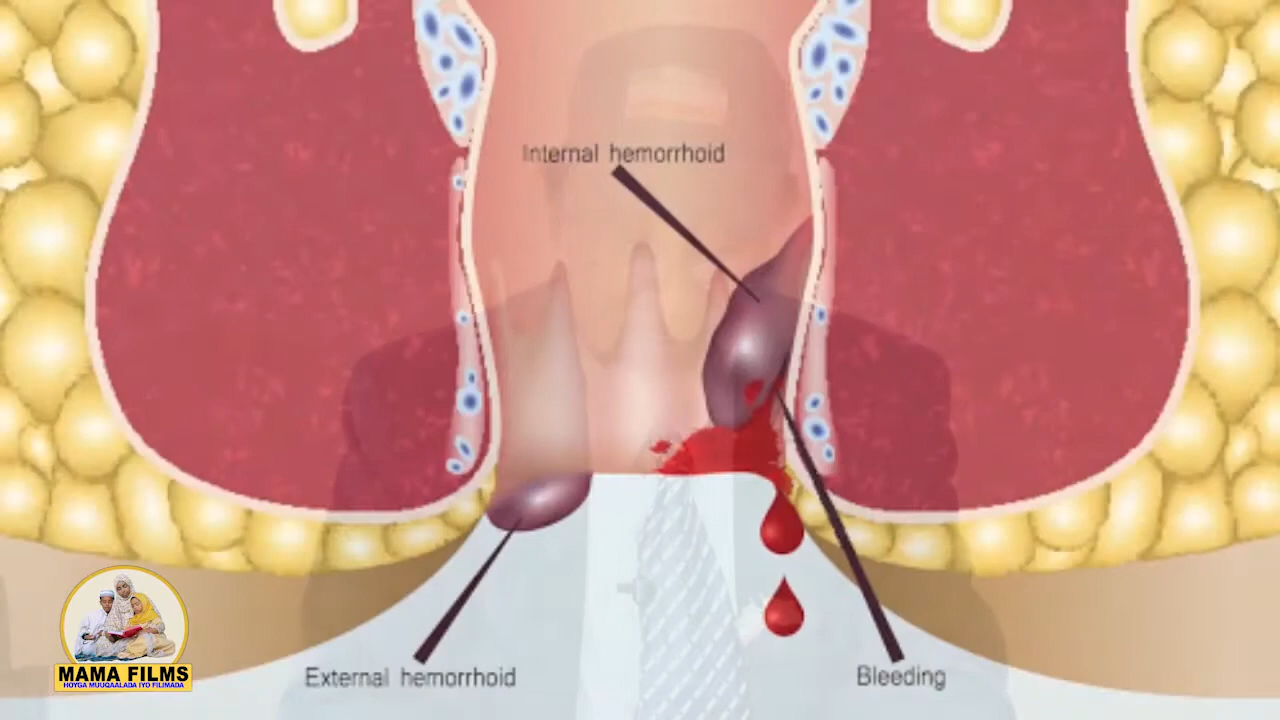 Internal hemorrhoid
External hemorrhoid
Bleeding
MAMA FILMS
HOYGA MUUQAALADA IYO FILIMADA